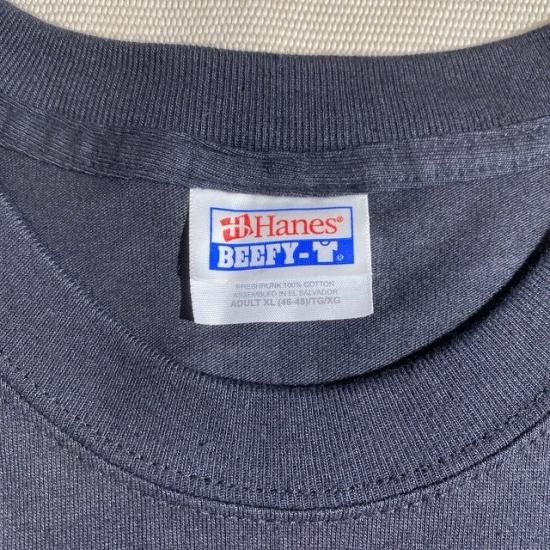 Hanes®
BEEFY-T®
PRESHRUNK 100% COTTON
ASSEMBLED IN EL SALVADOR
ADULT XL (46-48)/TG/XG